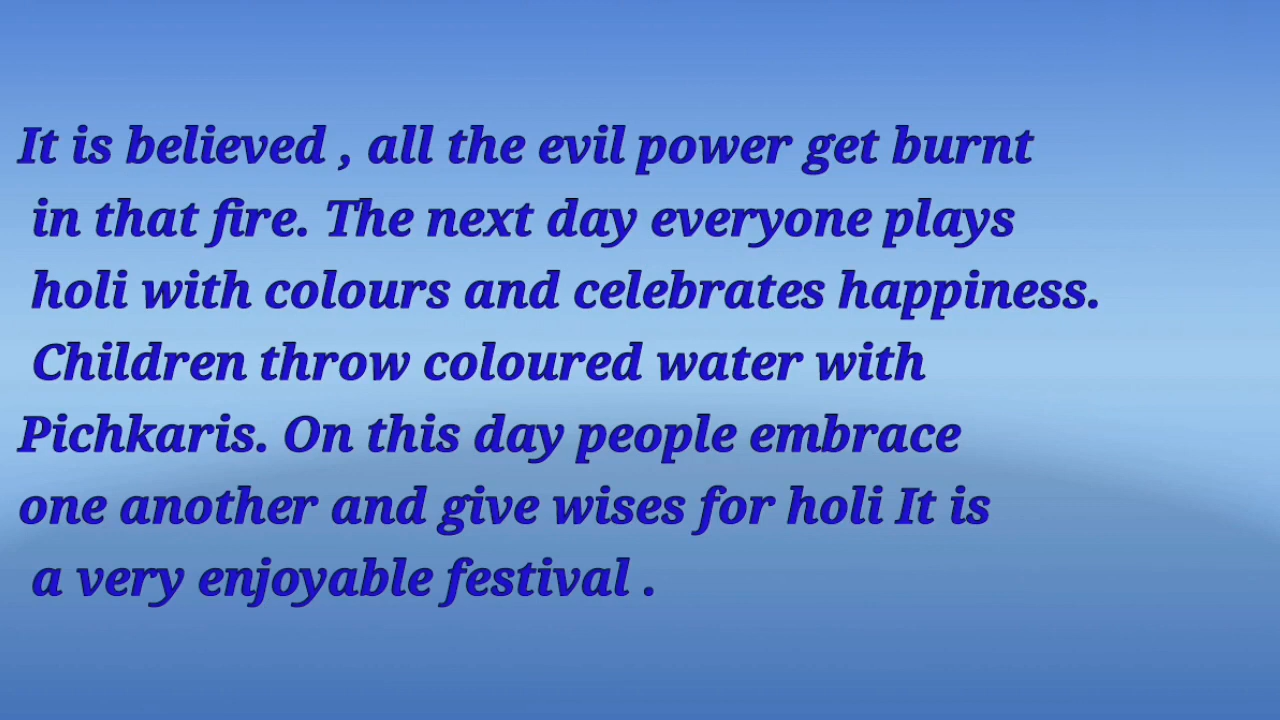 It is believed , all the evil power get burnt
in that fire. The next day everyone plays
holi with colours and celebrates happiness.
Children throw coloured water with
Pichkaris. On this day people embrace
one another and give wises for holi It is
a very enjoyable festival .